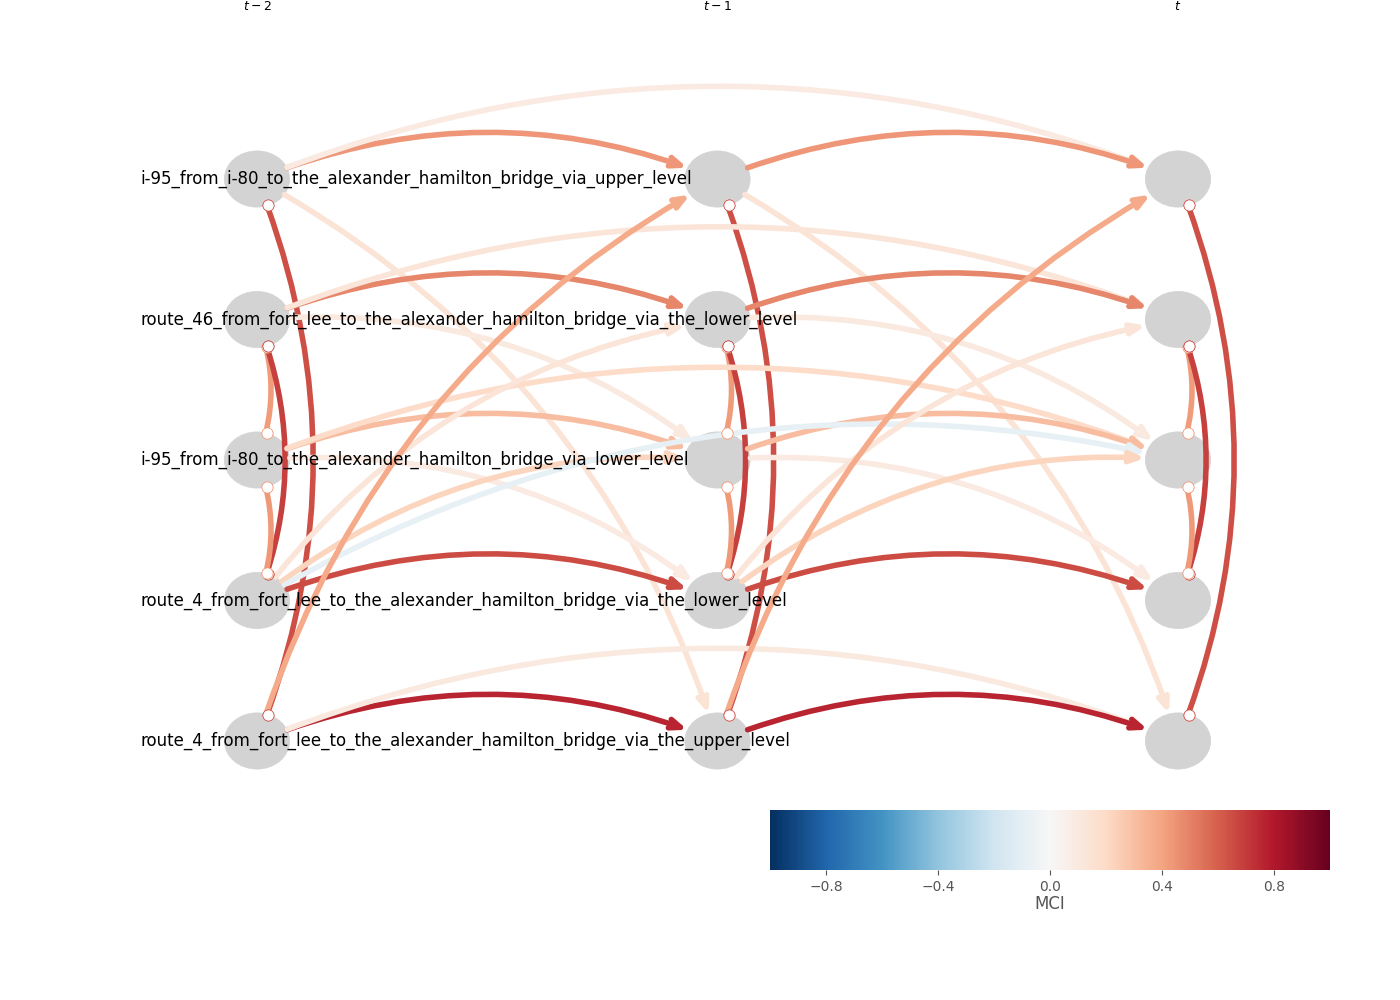 t − 2 t − 1 t
i-95_from_i-80_to_the_alexander_hamilton_bridge_via_upper_level
route_46_from_fort_lee_to_the_alexander_hamilton_bridge_via_the_lower_level
i-95_from_i-80_to_the_alexander_hamilton_bridge_via_lower_level
route_4_from_fort_lee_to_the_alexander_hamilton_bridge_via_the_lower_level
route_4_from_fort_lee_to_the_alexander_hamilton_bridge_via_the_upper_level
−0.8 −0.4 0.0 0.4 0.8
MCI